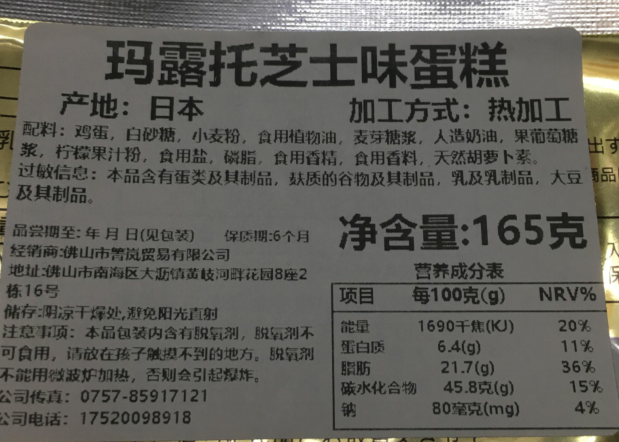 玛露托芝士味蛋糕
产地：日本 加工方式：热加工
配料：鸡蛋，白砂糖，小麦粉，食用植物油，麦芽糖浆，人造奶油，果葡萄糖
浆，柠檬果汁粉，食用盐，磷脂，食用香精，食用香料，天然胡萝卜素。
过敏信息：本品含有蛋类及其制品，麸质的谷物及其制品，乳及乳制品，大豆
及其制品。
品尝期至:年 月 日(见包装) 保质期:6个月
净含量:165克
经销商:佛山市箐岚贸易有限公司
地址:佛山市南海区大沥镇黄岐河畔花园8座2
栋16号
储存:阴凉干燥处,避免阳光直射
注意事项：本品包装内含有脱氧剂，脱氧剂不
可食用，请放在孩子触摸不到的地方。脱氧剂
不能用微波炉加热，否则会引起爆炸。
公司传真：0757-85917121
公司电话：17520098918
营养成分表
项目 每100克(g) NRV%
能量 1690千焦(KJ) 20%
蛋白质 6.4(g) 11%
脂肪 21.7(g) 36%
碳水化合物 45.8克(g) 15%
钠 80毫克(mg) 4%